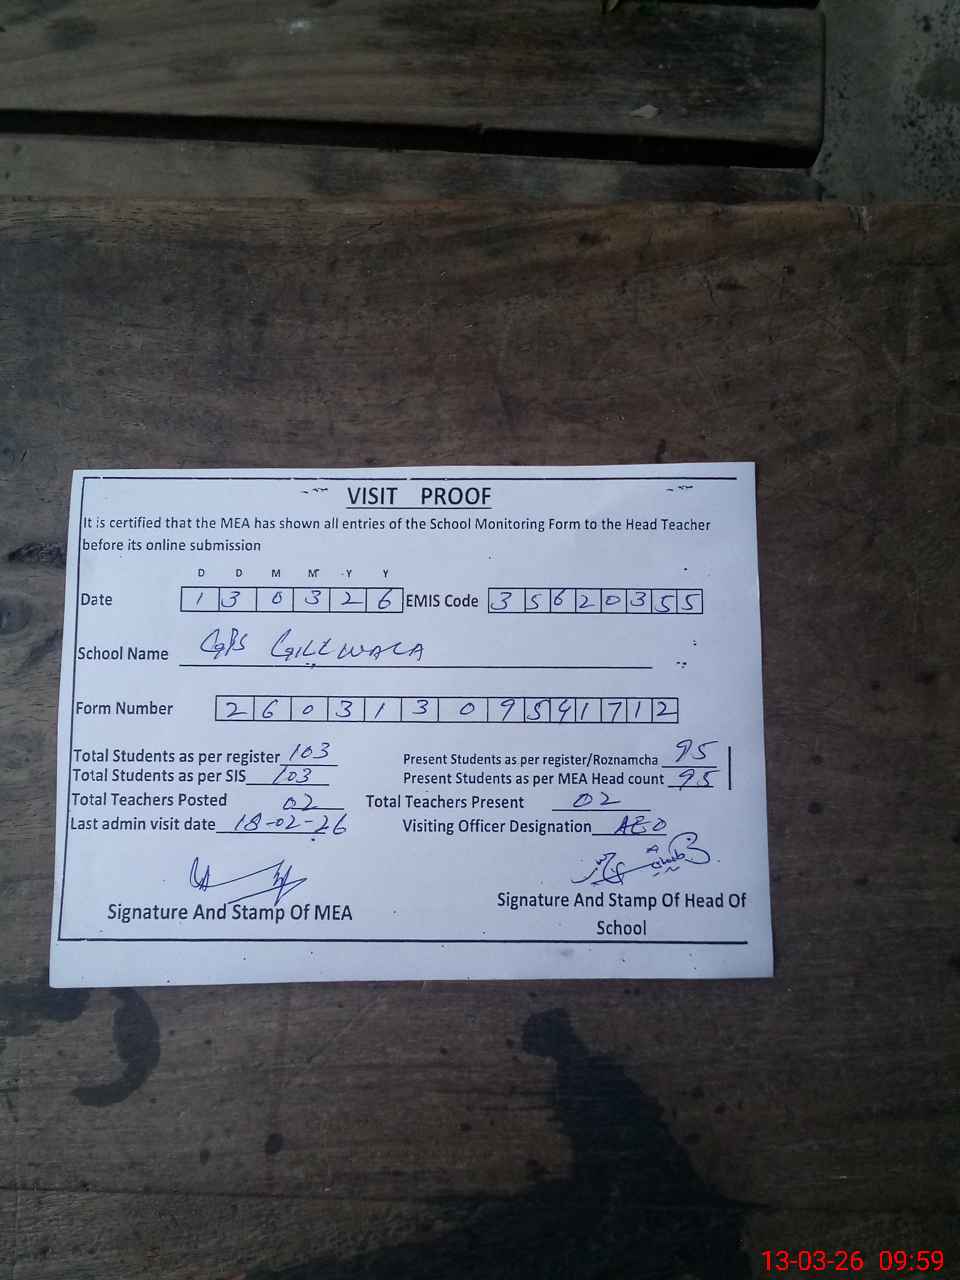 VISIT PROOF
It is certified that the MEA has shown all entries of the School Monitoring Form to the Head Teacher
before its online submission
D D M M Y Y
Date 1 3 0 3 2 6 EMIS Code 3 5 6 2 0 3 5 5
School Name GPS GILL WALA
Form Number 2 6 0 3 1 3 0 9 5 4 1 7 1 2
Total Students as per register 103 Present Students as per register/Roznamcha 95
Total Students as per SIS 103 Present Students as per MEA Head count 95
Total Teachers Posted 02 Total Teachers Present 02
Last admin visit date 18-02-26 Visiting Officer Designation AEO
Signature And Stamp Of MEA Signature And Stamp Of Head Of
School
13-03-26 09:59